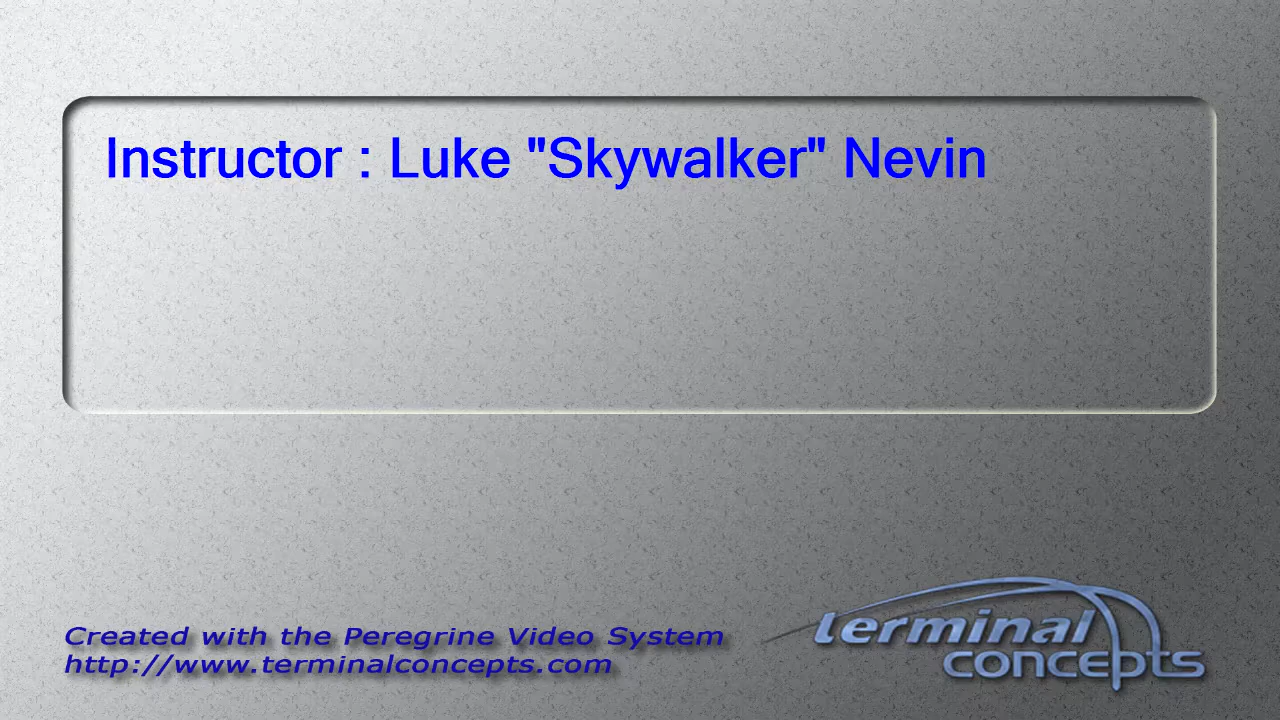 Instructor : Luke "Skywalker" Nevin
Created with the Peregrine Video System
http://www.terminalconcepts.com
terminal
concepts